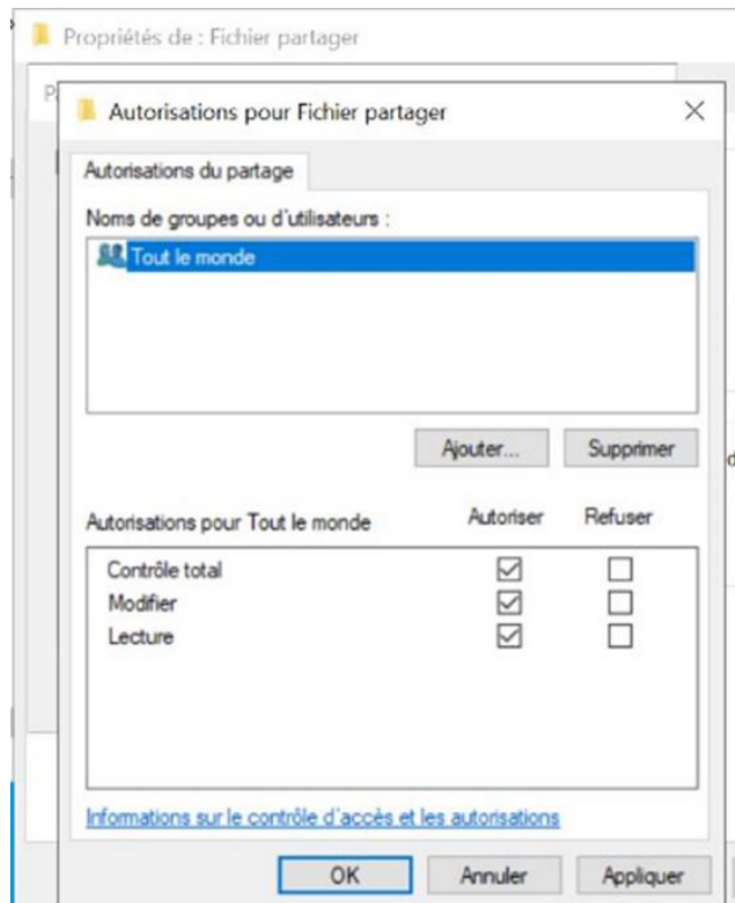 Propriétés de : Fichier partager
Autorisations pour Fichier partager
Autorisations du partage
Noms de groupes ou d'utilisateurs :
Tout le monde
Ajouter... Supprimer
Autorisations pour Tout le monde Autoriser Refuser
Contrôle total
Modifier
Lecture
Informations sur le contrôle d'accès et les autorisations
OK Annuler Appliquer